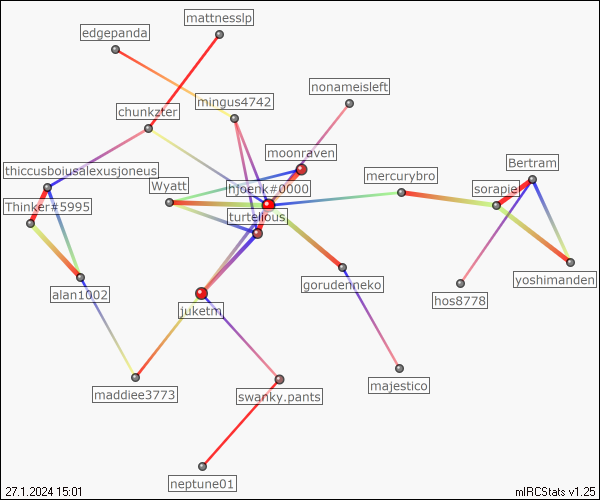 mattnesslp
edgepanda
nonameisleft
mingus4742
chunkzter
moonraven
Bertram
thiccusboiusalexusjoneus
mercurybro
Wyatt
hjoerik#0000
sorapie
Thinker#5995
turtelious
gorudenneko
yoshimanden
alan1002
hos8778
juketm
majestico
maddiee3773
swanky.pants
neptune01
27.1.2024 15:01
mIRCStats v1.25